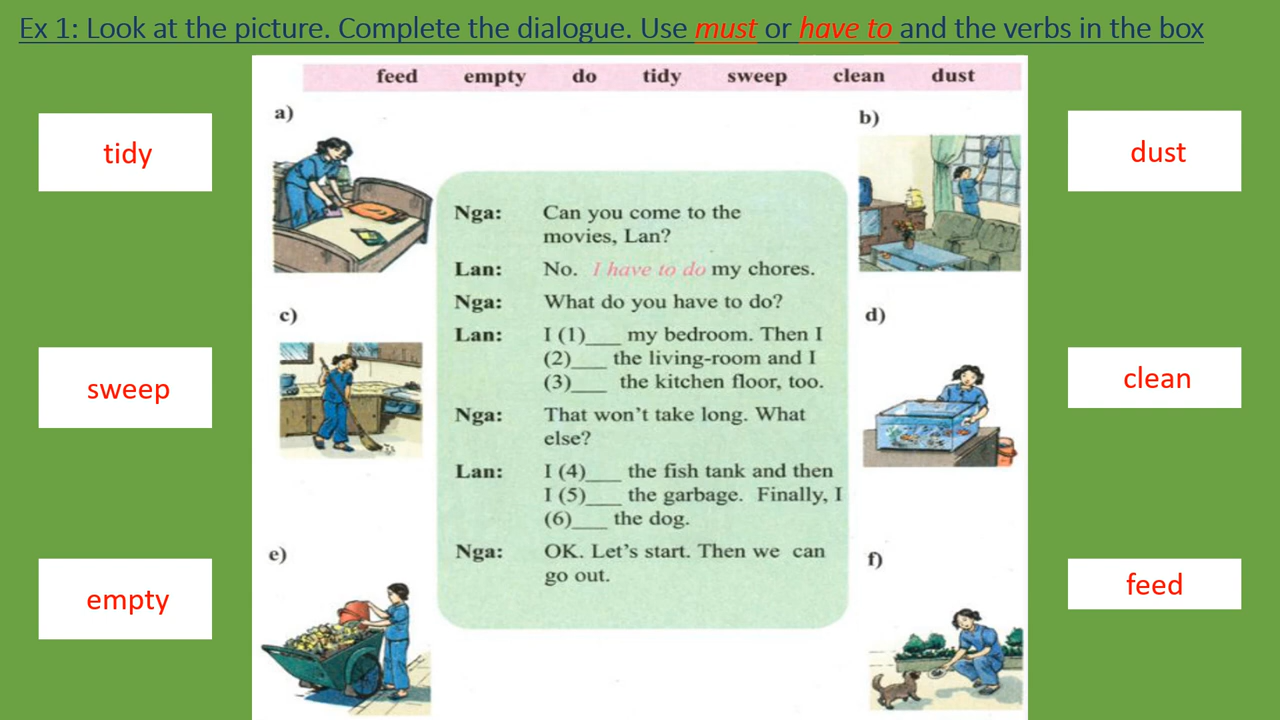 Ex 1: Look at the picture. Complete the dialogue. Use must or have to and the verbs in the box
feed empty do tidy sweep clean dust
a)
b)
tidy
dust
Nga: Can you come to the
movies, Lan?
Lan: No. I have to do my chores.
Nga: What do you have to do?
c)
d)
Lan: I (1)___ my bedroom. Then I
(2)___ the living-room and I
(3)___ the kitchen floor, too.
sweep
clean
Nga: That won't take long. What
else?
Lan: I (4)___ the fish tank and then
I (5)___ the garbage. Finally, I
(6)___ the dog.
e)
f)
Nga: OK. Let's start. Then we can
go out.
empty
feed